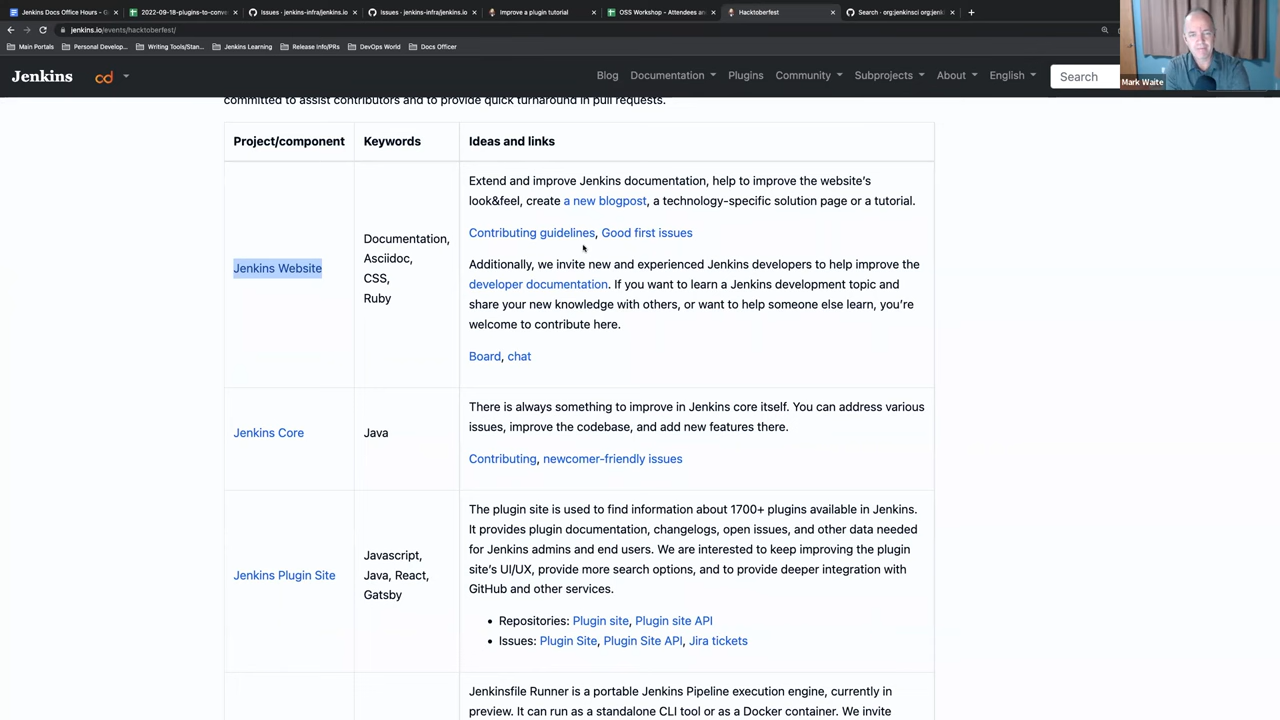 Jenkins Docs Office Hours - G
2022-09-18-plugins-to-conve
Issues · jenkins-infra/jenkins.io
Issues · jenkins-infra/jenkins.io
Improve a plugin tutorial
OSS Workshop - Attendees an
Hacktoberfest
Search · org:jenkinsci org:jenk
jenkins.io/events/hacktoberfest/
Main Portals
Personal Develop...
Writing Tools/Stan...
Jenkins Learning
Release Info/PRs
DevOps World
Docs Officer
Mark Waite
Jenkins
cd
Blog
Documentation
Plugins
Community
Subprojects
About
English
Search
committed to assist contributors and to provide quick turnaround in pull requests.
Project/component
Keywords
Ideas and links
Jenkins Website
Documentation,
Asciidoc,
CSS,
Ruby
Extend and improve Jenkins documentation, help to improve the website's
look&feel, create a new blogpost, a technology-specific solution page or a tutorial.
Contributing guidelines, Good first issues
Additionally, we invite new and experienced Jenkins developers to help improve the
developer documentation. If you want to learn a Jenkins development topic and
share your new knowledge with others, or want to help someone else learn, you're
welcome to contribute here.
Board, chat
Jenkins Core
Java
There is always something to improve in Jenkins core itself. You can address various
issues, improve the codebase, and add new features there.
Contributing, newcomer-friendly issues
Jenkins Plugin Site
Javascript,
Java, React,
Gatsby
The plugin site is used to find information about 1700+ plugins available in Jenkins.
It provides plugin documentation, changelogs, open issues, and other data needed
for Jenkins admins and end users. We are interested to keep improving the plugin
site's UI/UX, provide more search options, and to provide deeper integration with
GitHub and other services.
• Repositories: Plugin site, Plugin site API
• Issues: Plugin Site, Plugin Site API, Jira tickets
Jenkinsfile Runner is a portable Jenkins Pipeline execution engine, currently in
preview. It can run as a standalone CLI tool or as a Docker container. We invite